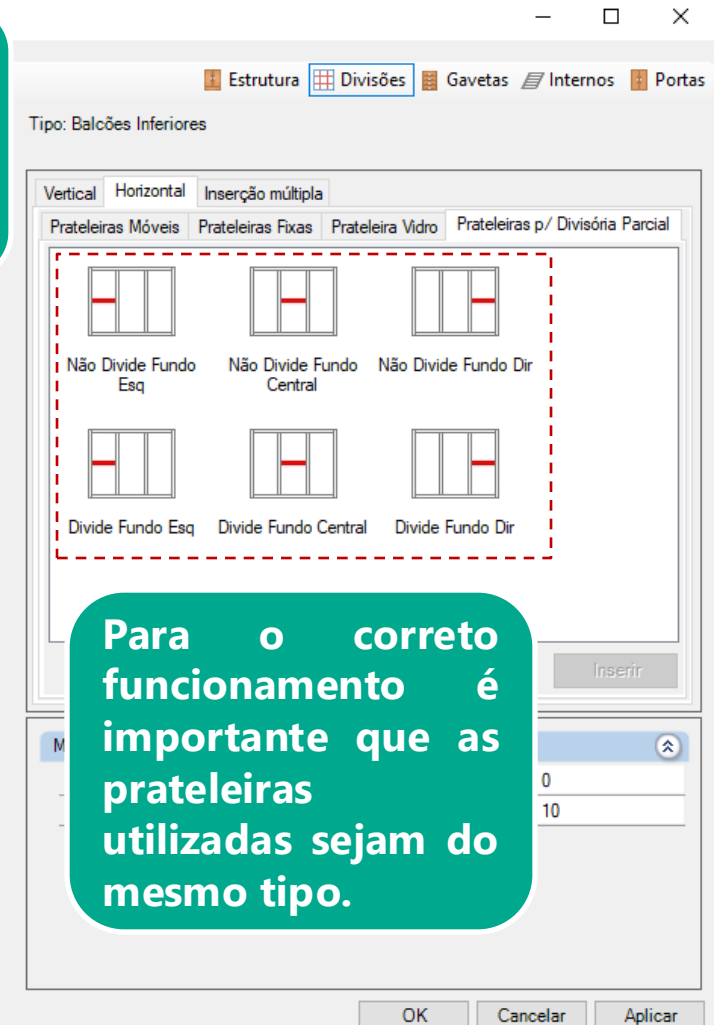 Estrutura Divisões Gavetas Internos Portas
Tipo: Balcões Inferiores
Vertical Horizontal Inserção múltipla
Prateleiras Móveis Prateleiras Fixas Prateleira Vidro Prateleiras p/ Divisória Parcial
Não Divide Fundo Esq
Não Divide Fundo Central
Não Divide Fundo Dir
Divide Fundo Esq Divide Fundo Central Divide Fundo Dir
Inserir
Para o correto
funcionamento é
importante que as
prateleiras
utilizadas sejam do
mesmo tipo.
0
10
OK Cancelar Aplicar